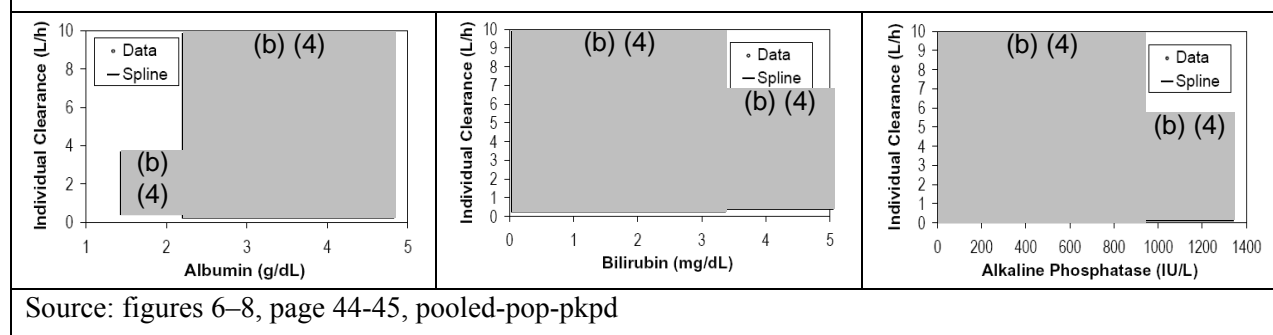 Individual Clearance (L/h)
10
8
6
4
2
0
1
2
3
4
5
Albumin (g/dL)
Data
Spline
(b) (4)
(b)
(4)
Individual Clearance (L/h)
10
9
8
7
6
5
4
3
2
1
0
0
1
2
3
4
5
Bilirubin (mg/dL)
Data
Spline
(b) (4)
(b) (4)
Individual Clearance (L/h)
10
9
8
7
6
5
4
3
2
1
0
0
200
400
600
800
1000
1200
1400
Alkaline Phosphatase (IU/L)
Data
Spline
(b) (4)
(b) (4)
Source: figures 6–8, page 44-45, pooled-pop-pkpd